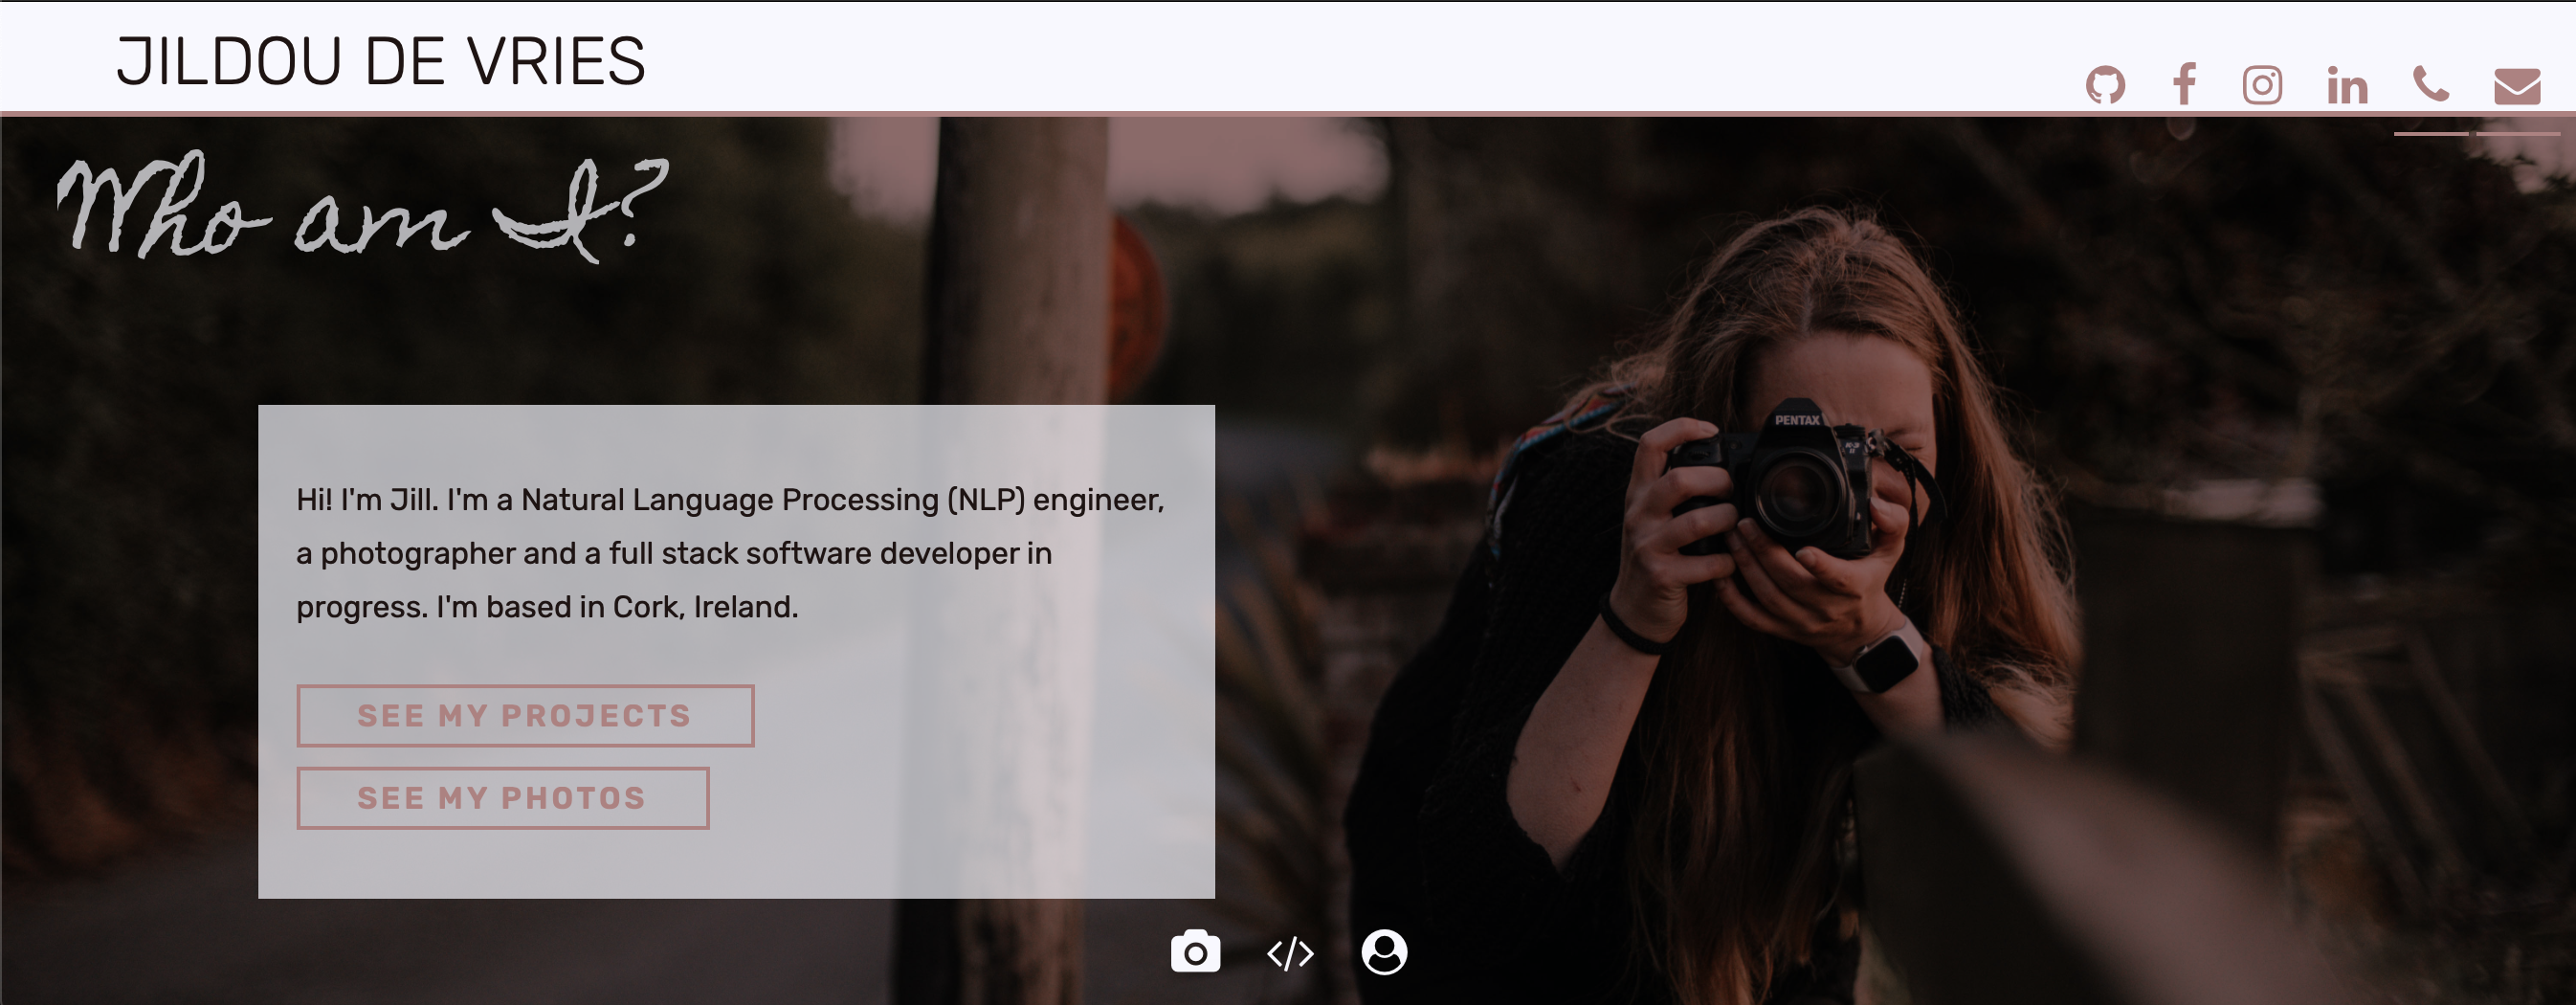 JILDOU DE VRIES
Who am I?
Hi! I'm Jill. I'm a Natural Language Processing (NLP) engineer,
a photographer and a full stack software developer in
progress. I'm based in Cork, Ireland.
SEE MY PROJECTS
SEE MY PHOTOS
PENTAX